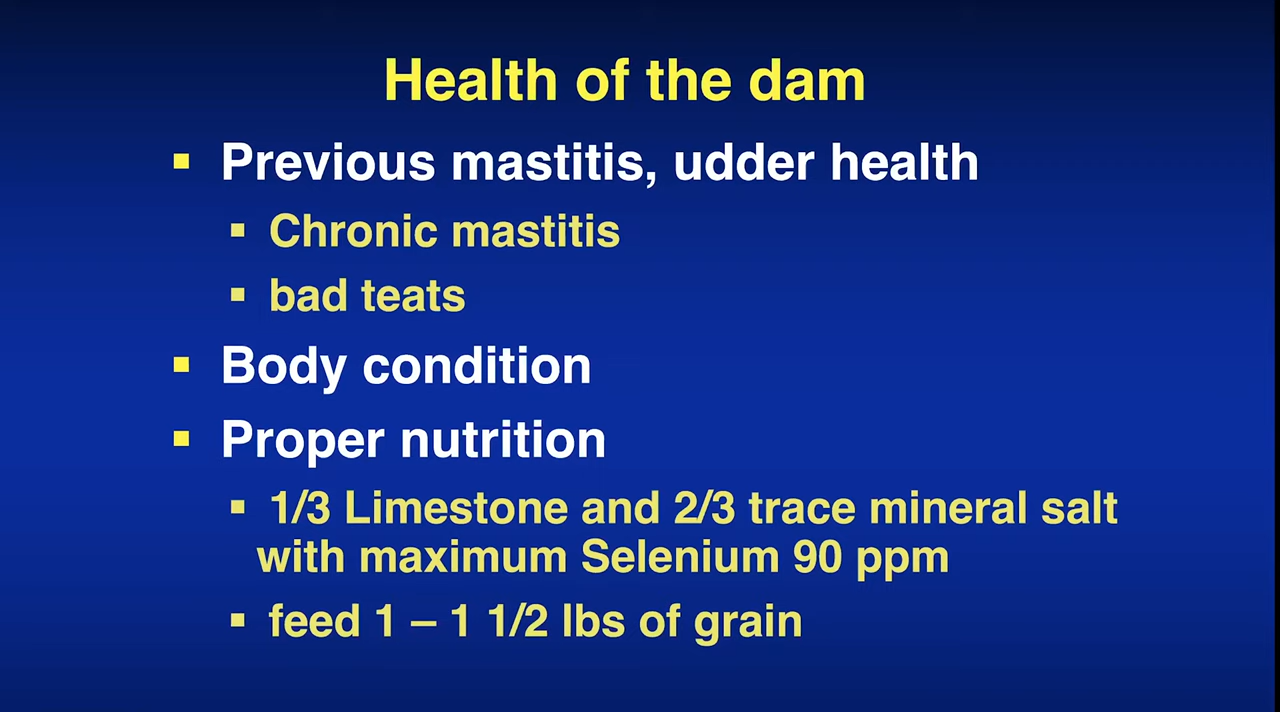 Health of the dam
▪ Previous mastitis, udder health
▪ Chronic mastitis
▪ bad teats
▪ Body condition
▪ Proper nutrition
▪ 1/3 Limestone and 2/3 trace mineral salt
with maximum Selenium 90 ppm
▪ feed 1 – 1 1/2 lbs of grain